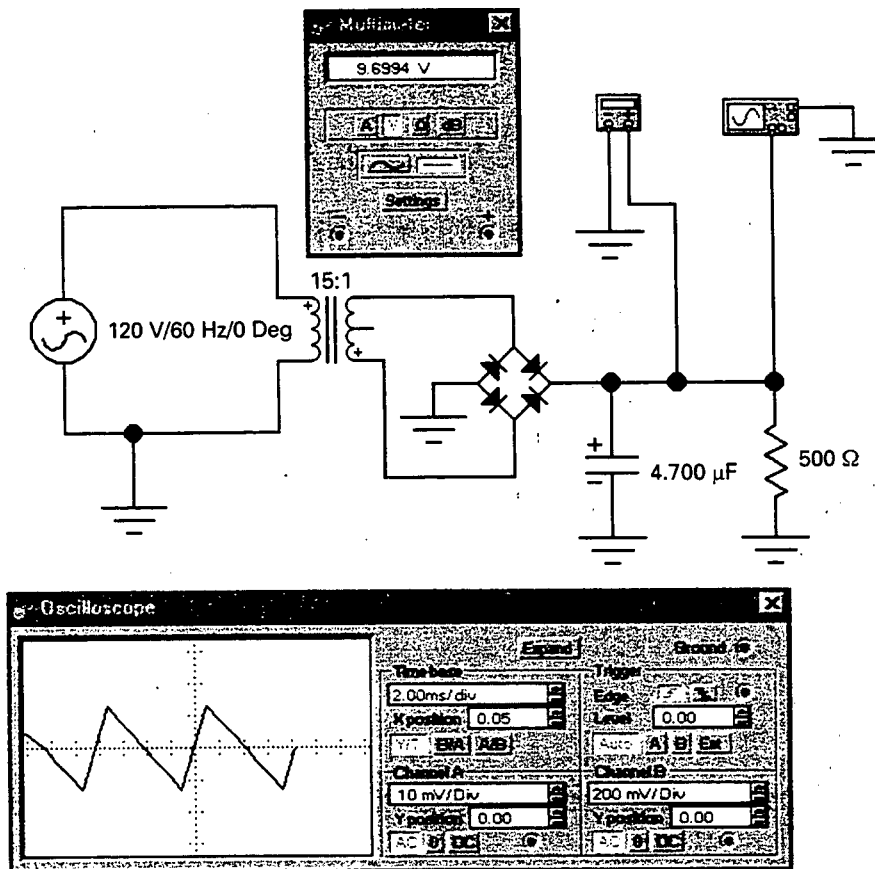 Multimeter
9.6994 V
A V Ω dB
Settings
- +
15:1
120 V/60 Hz/0 Deg
4.700 µF
500 Ω
Oscilloscope
Expand
Ground
Time base
2.00ms/div
X position 0.05
Y/T B/A A/B
Trigger
Edge
Level 0.00
Auto A B Ext
Channel A
10 mV/Div
Y position 0.00
AC 0 DC
Channel B
200 mV/Div
Y position 0.00
AC 0 DC